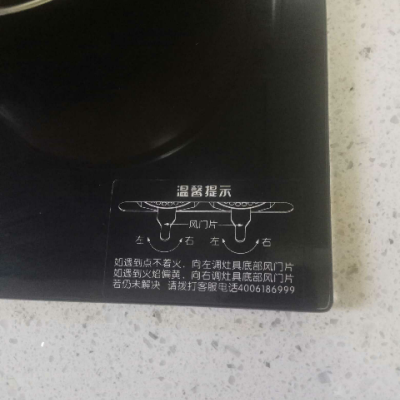 温馨提示
风门片
左 右 左 右
如遇到点不着火，向左调灶具底部风门片
如遇到火焰偏黄，向右调灶具底部风门片
若仍未解决 请拨打客服电话4006186999